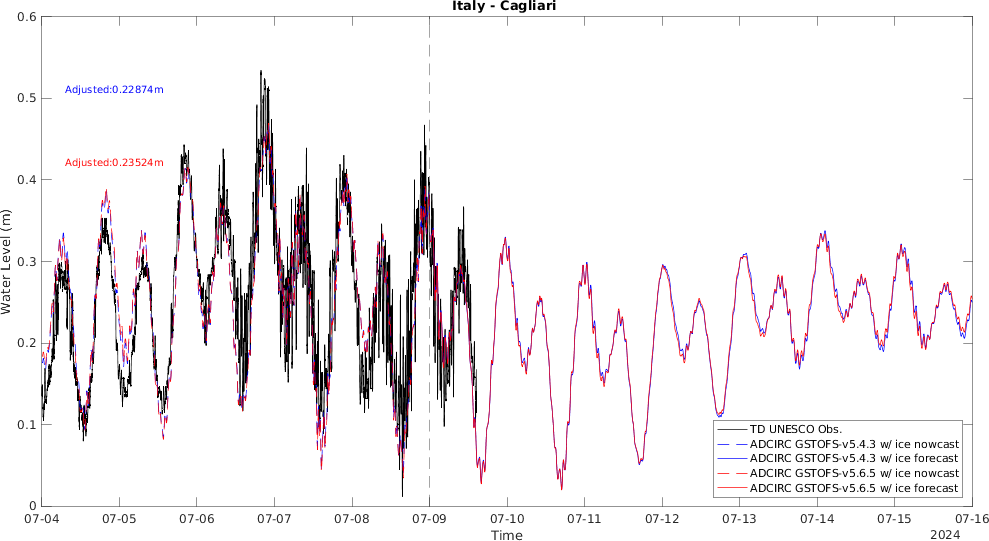 Italy - Cagliari
0.6
0.5
0.4
0.3
0.2
0.1
0
Water Level (m)
Adjusted:0.22874m
Adjusted:0.23524m
TD UNESCO Obs.
ADCIRC GSTOFS-v5.4.3 w/ ice nowcast
ADCIRC GSTOFS-v5.4.3 w/ ice forecast
ADCIRC GSTOFS-v5.6.5 w/ ice nowcast
ADCIRC GSTOFS-v5.6.5 w/ ice forecast
07-04 07-05 07-06 07-07 07-08 07-09 07-10 07-11 07-12 07-13 07-14 07-15 07-16
Time
2024